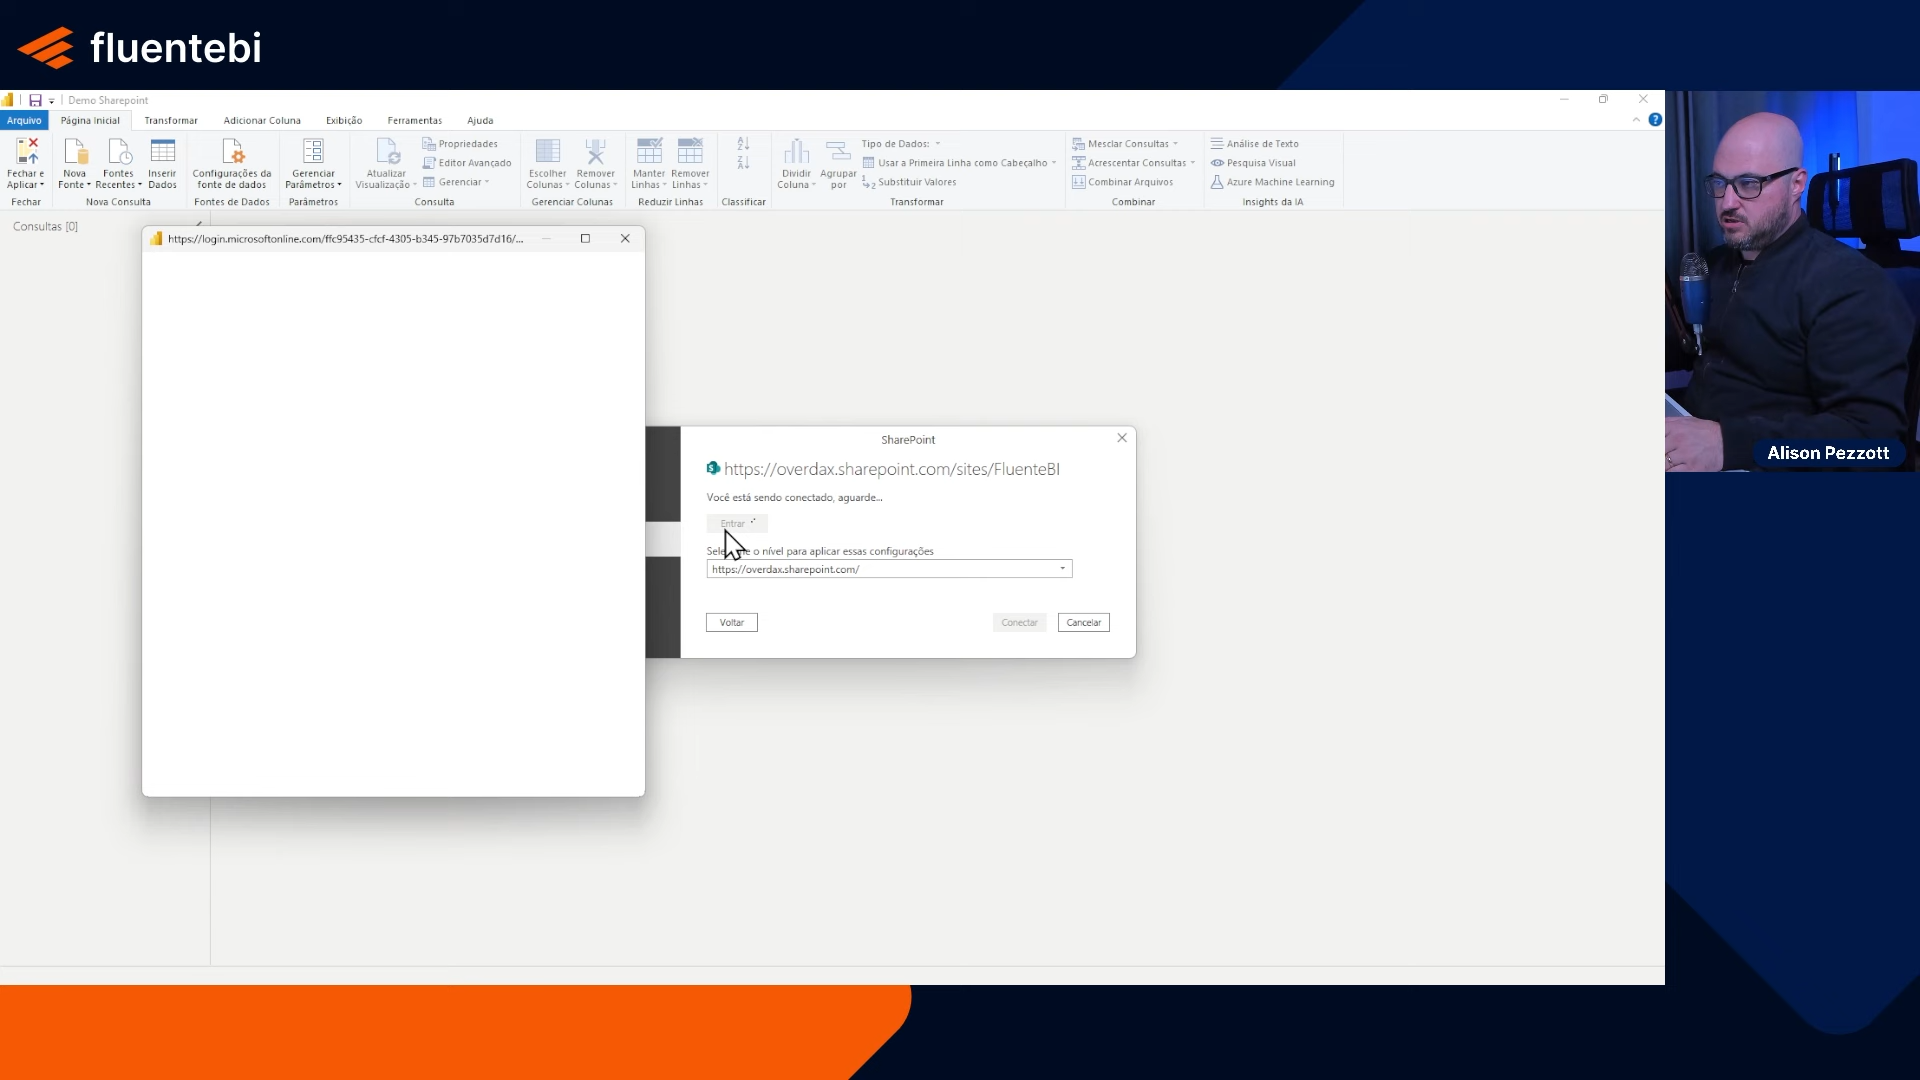 fluentebi
Demo Sharepoint
Arquivo Página Inicial Transformar Adicionar Coluna Exibição Ferramentas Ajuda
Fechar e Aplicar
Fechar
Nova Fonte
Fontes Recentes
Inserir Dados
Nova Consulta
Configurações da fonte de dados
Fontes de Dados
Gerenciar Parâmetros
Parâmetros
Atualizar Visualização
Propriedades
Editor Avançado
Gerenciar
Consulta
Escolher Colunas
Remover Colunas
Gerenciar Colunas
Manter Linhas
Remover Linhas
Reduzir Linhas
Classificar
Dividir Coluna
Agrupar por
Tipo de Dados:
Usar a Primeira Linha como Cabeçalho
Substituir Valores
Transformar
Mesclar Consultas
Acrescentar Consultas
Combinar Arquivos
Combinar
Análise de Texto
Pesquisa Visual
Azure Machine Learning
Insights da IA
Consultas [0]
https://login.microsoftonline.com/ffc95435-cfcf-4305-b345-97b7035d7d16/...
SharePoint
https://overdax.sharepoint.com/sites/FluenteBI
Você está sendo conectado, aguarde...
Entrar
o nível para aplicar essas configurações
https://overdax.sharepoint.com/
Voltar
Conectar
Cancelar
Alison Pezzott